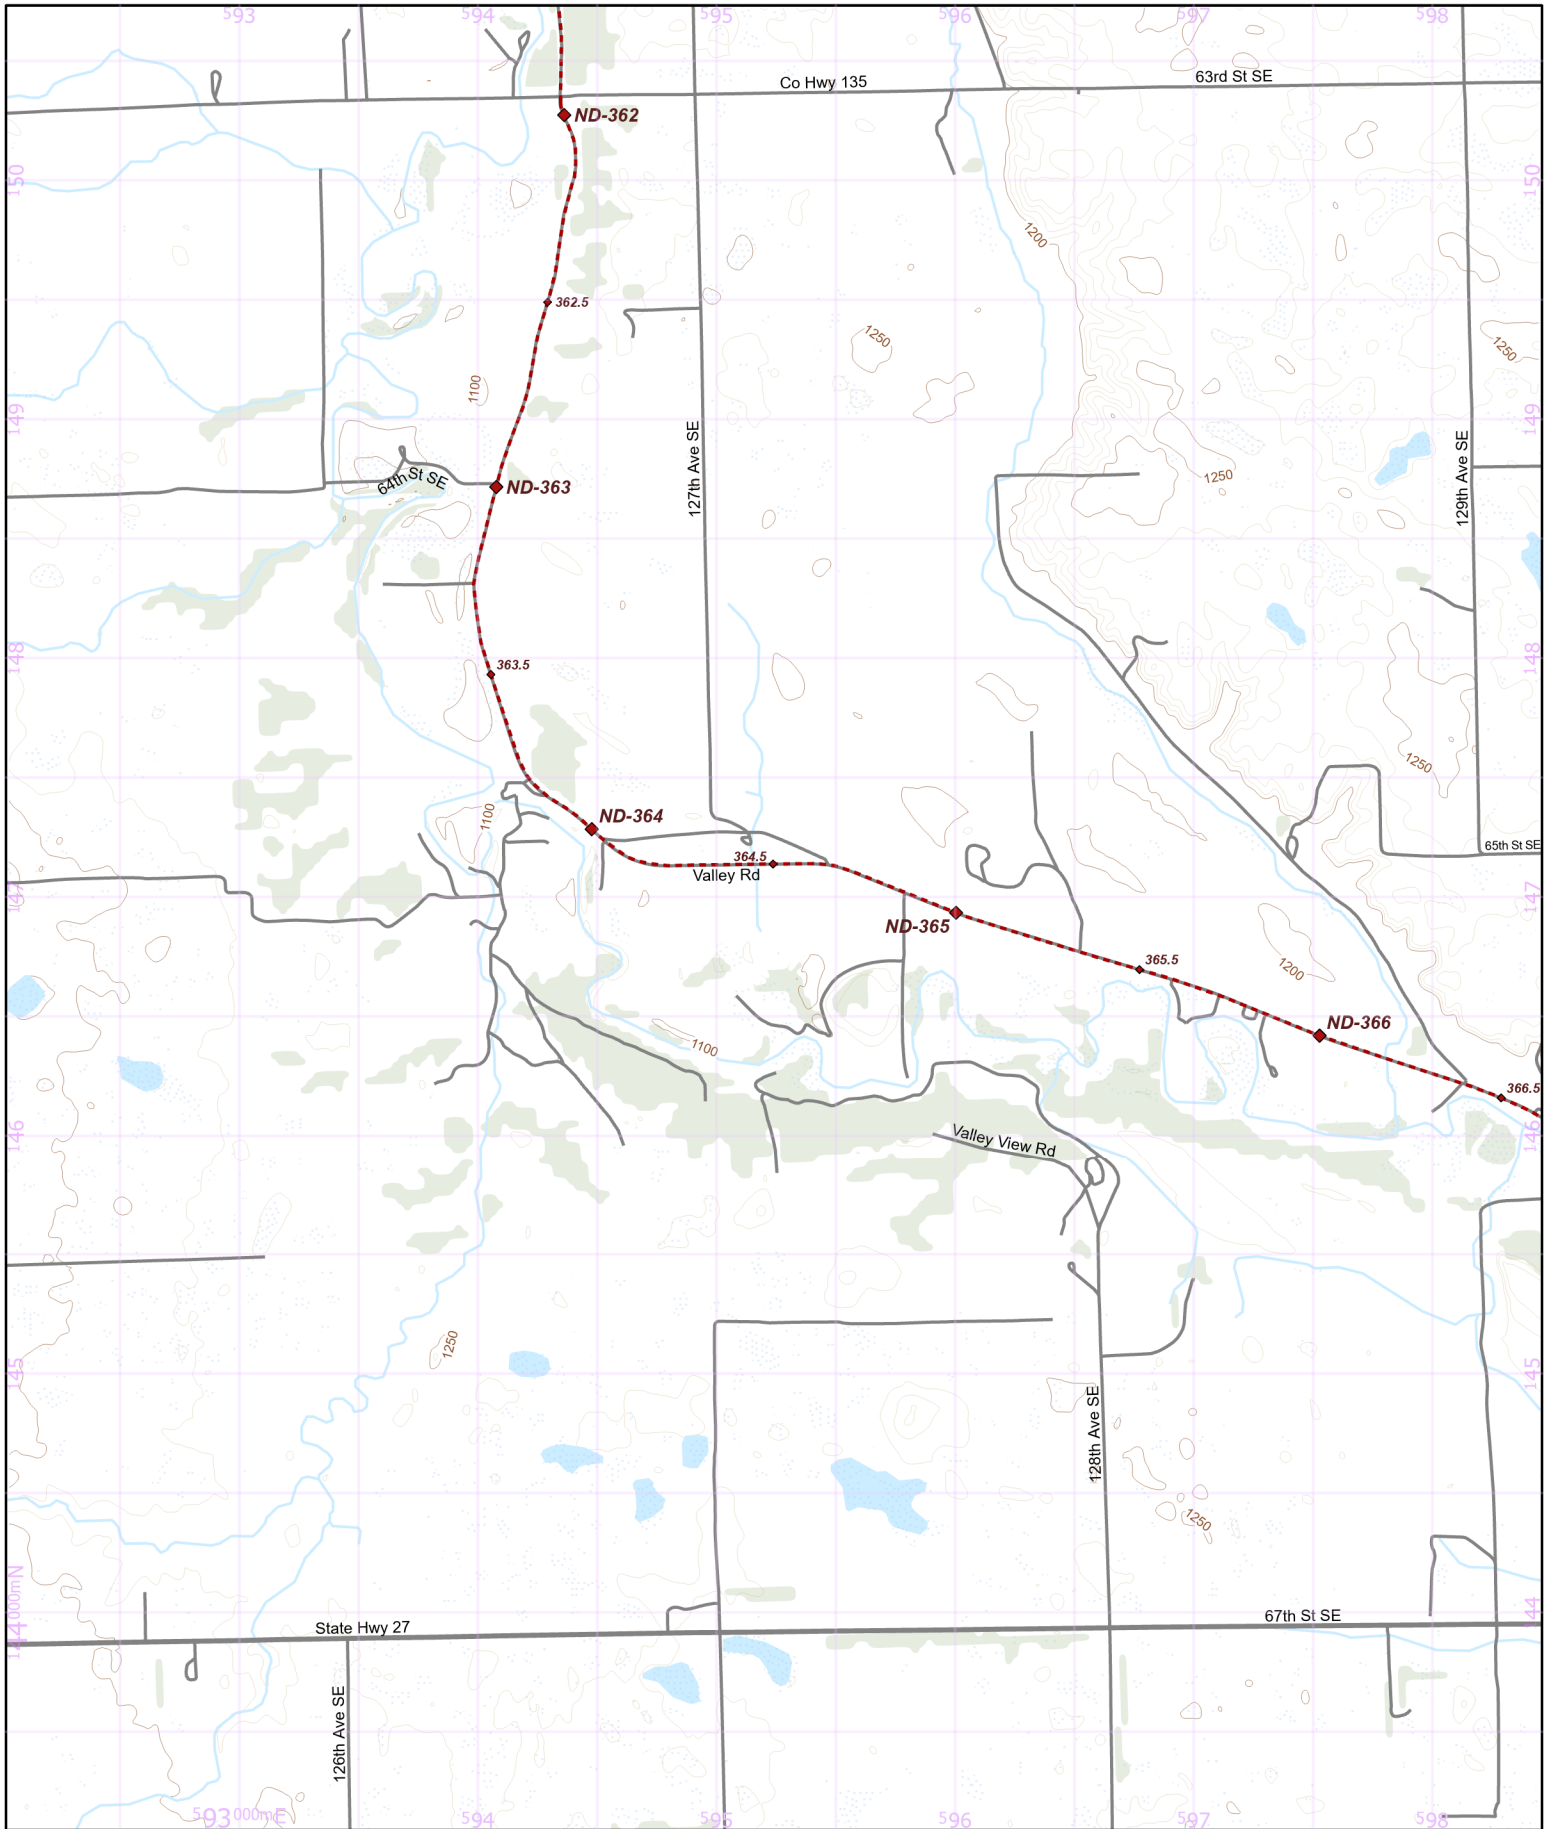 593
594
595
596
597
598
63rd St SE
Co Hwy 135
ND-362
150
150
1200
362.5
1250
1250
1100
149
149
127th Ave SE
129th Ave SE
1250
64th St SE
ND-363
148
148
363.5
1250
1100
ND-364
65th St SE
364.5
Valley Rd
147
147
ND-365
365.5
1200
ND-366
1100
366.5
146
146
Valley View Rd
1250
145
145
128th Ave SE
1250
144000mN
144
67th St SE
State Hwy 27
126th Ave SE
593000mE
594
595
596
597
598